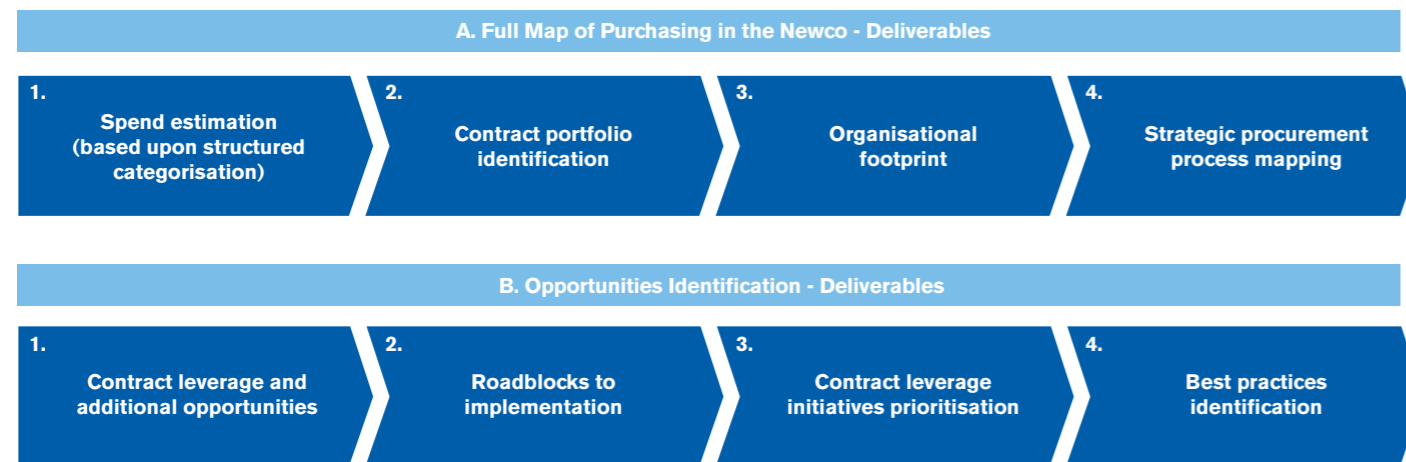 A. Full Map of Purchasing in the Newco - Deliverables
1.
Spend estimation
(based upon structured
categorisation)
2.
Contract portfolio
identification
3.
Organisational
footprint
4.
Strategic procurement
process mapping
B. Opportunities Identification - Deliverables
1.
Contract leverage and
additional opportunities
2.
Roadblocks to
implementation
3.
Contract leverage
initiatives prioritisation
4.
Best practices
identification